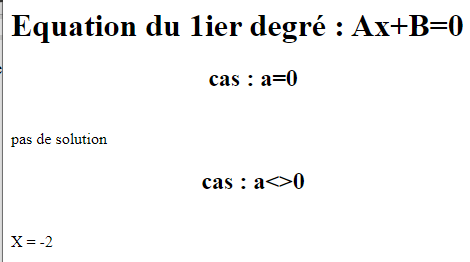 Equation du 1ier degré : Ax+B=0
cas : a=0
pas de solution
cas : a<>0
X = -2